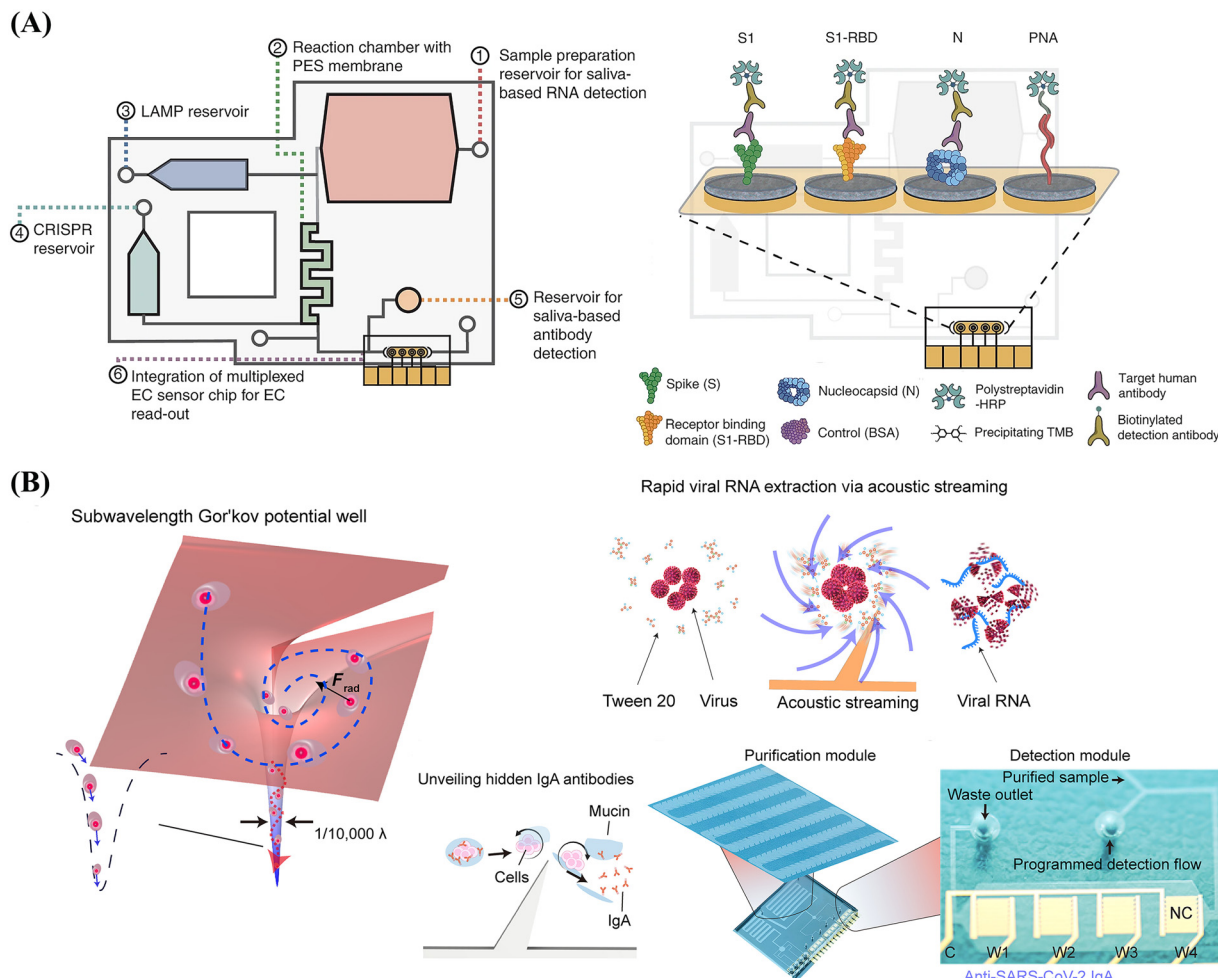 (A)
② Reaction chamber with
PES membrane
① Sample preparation
reservoir for saliva-
based RNA detection
③ LAMP reservoir
④ CRISPR
reservoir
⑤ Reservoir for
saliva-based
antibody
detection
⑥ Integration of multiplexed
EC sensor chip for EC
read-out
S1
S1-RBD
N
PNA
Spike (S)
Nucleocapsid (N)
Polystreptavidin
-HRP
Target human
antibody
Receptor binding
domain (S1-RBD)
Control (BSA)
Precipitating TMB
Biotinylated
detection antibody
(B)
Subwavelength Gor'kov potential well
F rad
1/10,000 λ
Rapid viral RNA extraction via acoustic streaming
Tween 20
Virus
Acoustic streaming
Viral RNA
Unveiling hidden IgA antibodies
Mucin
Cells
IgA
Purification module
Detection module
Purified sample
Waste outlet
Programmed detection flow
NC
C W1 W2 W3 W4
Anti-SARS-CoV-2 IgA